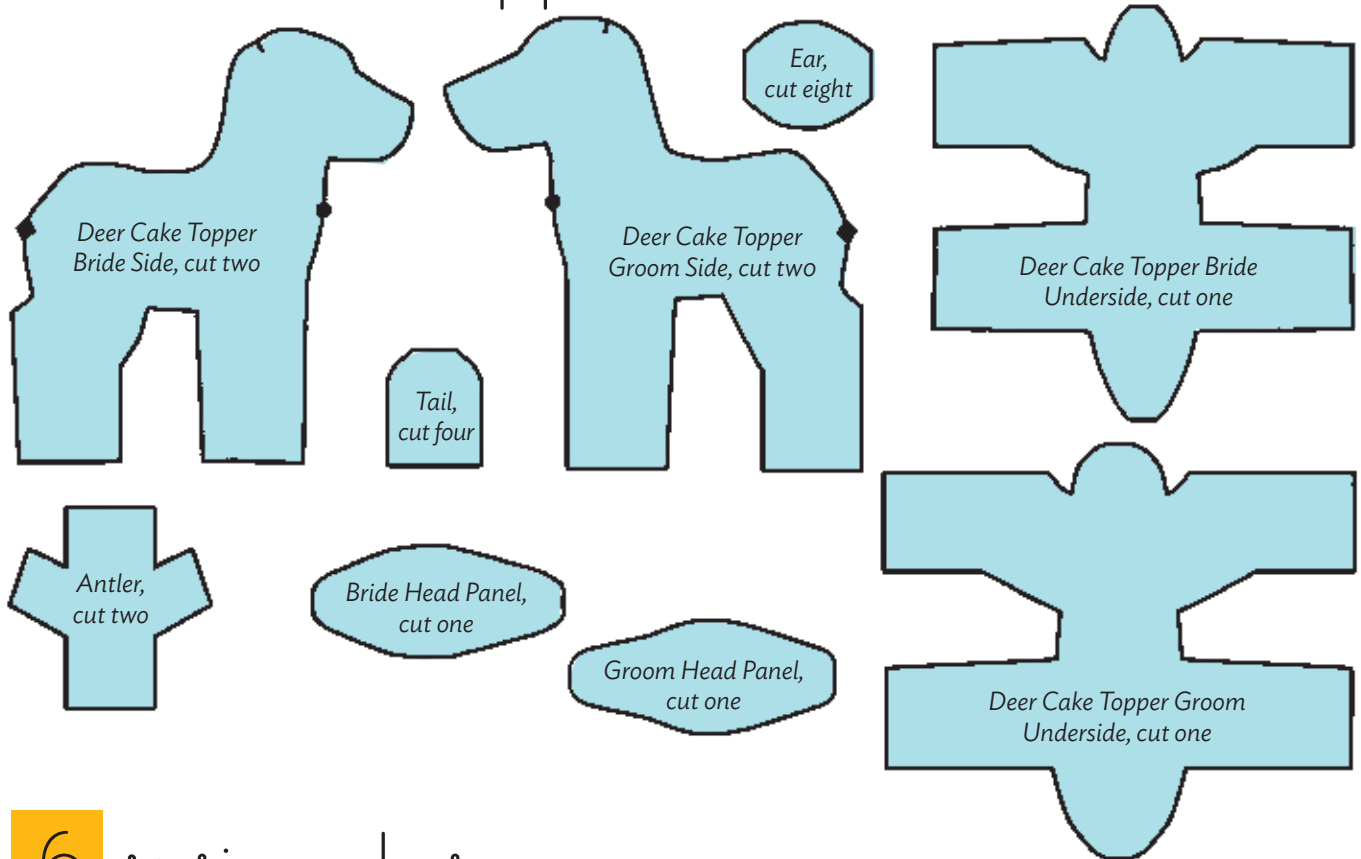 Ear,
cut eight
Deer Cake Topper
Bride Side, cut two
Deer Cake Topper
Groom Side, cut two
Deer Cake Topper Bride
Underside, cut one
Tail,
cut four
Antler,
cut two
Bride Head Panel,
cut one
Groom Head Panel,
cut one
Deer Cake Topper Groom
Underside, cut one